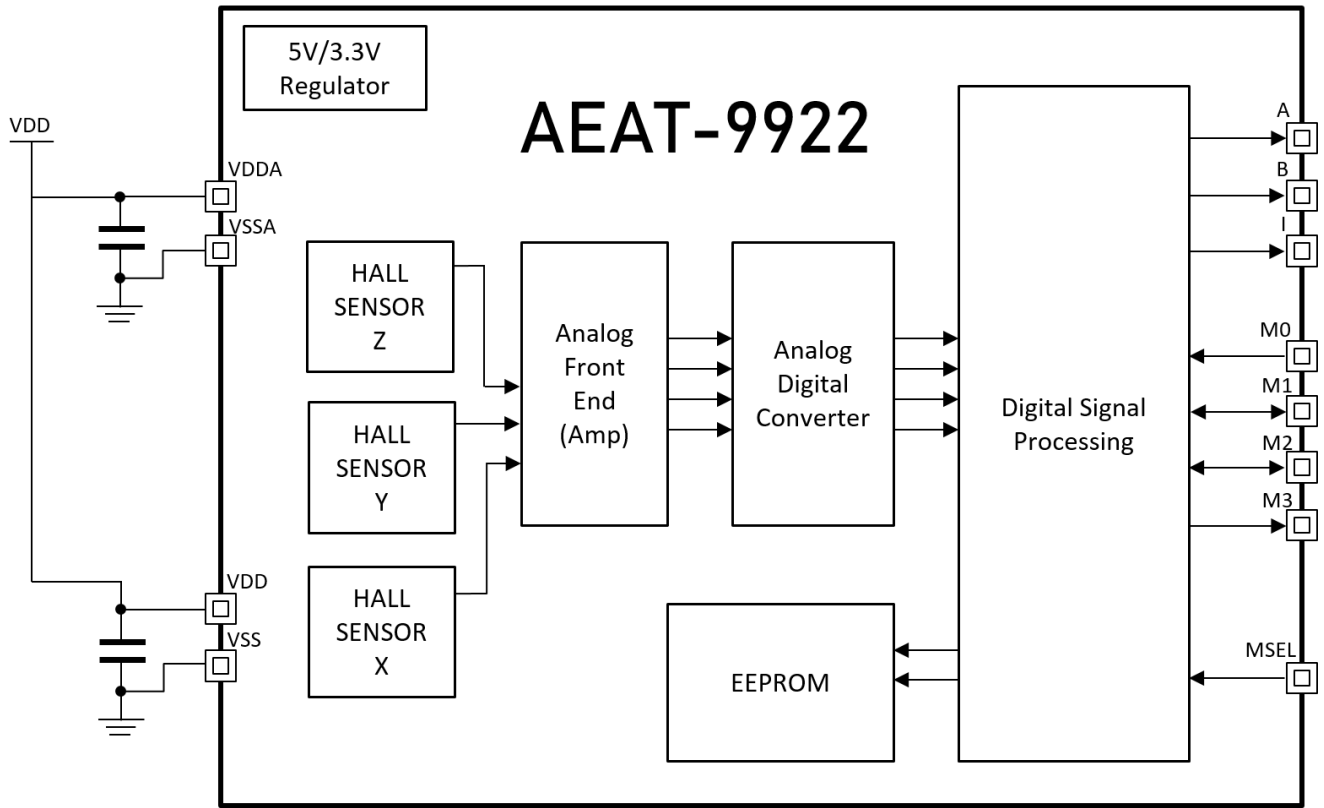 5V/3.3V
Regulator
AEAT-9922
VDD
VDDA
VSSA
HALL
SENSOR
Z
HALL
SENSOR
Y
HALL
SENSOR
X
Analog
Front
End
(Amp)
Analog
Digital
Converter
Digital Signal
Processing
EEPROM
VDD
VSS
A
B
I
M0
M1
M2
M3
MSEL